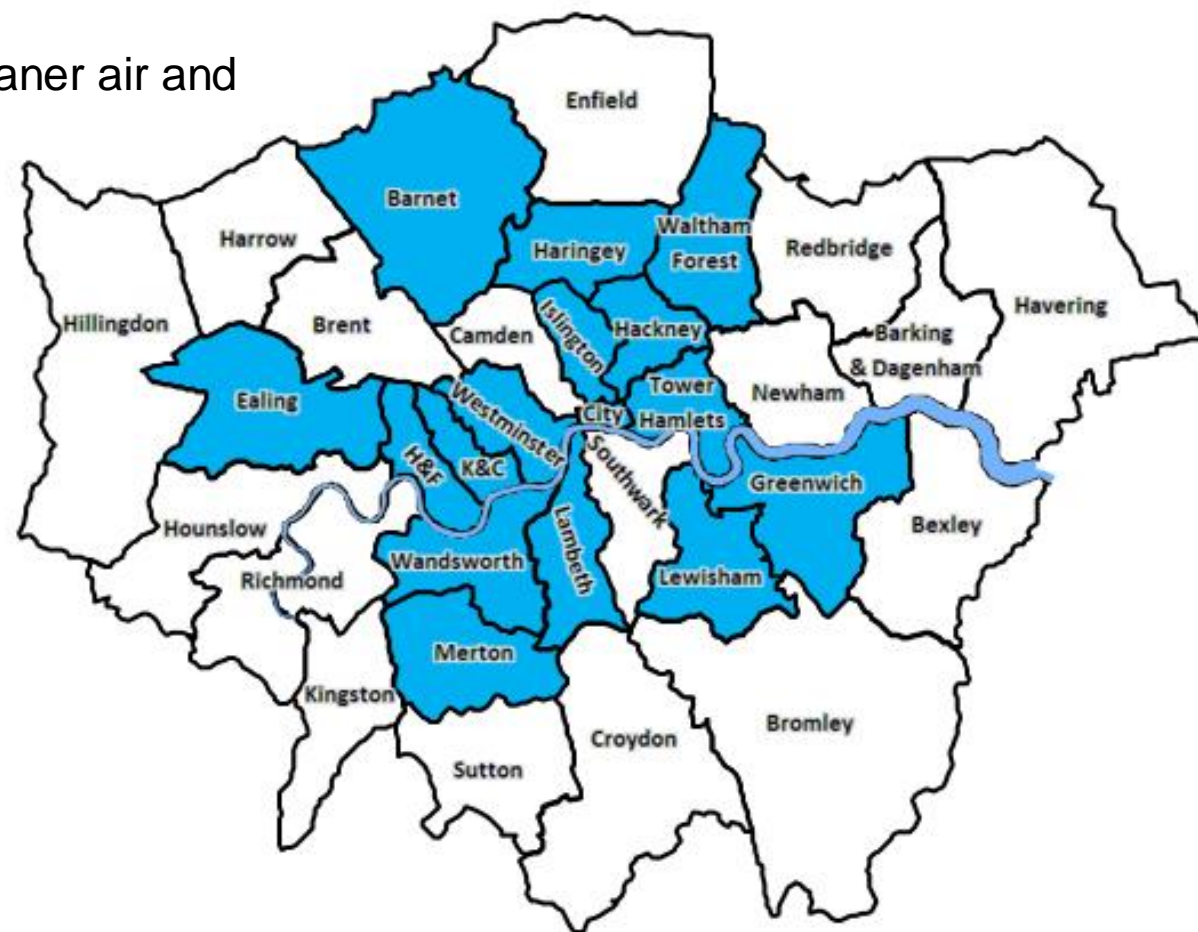 aner air and
Enfield
Barnet
Waltham
Forest
Haringey
Harrow
Redbridge
Havering
Hillingdon
Brent
Camden
Islington
Hackney
Barking
& Dagenham
Ealing
Westminster
Tower
Hamlets
Newham
City
H&F
K&C
Southwark
Greenwich
Hounslow
Bexley
Lambeth
Wandsworth
Richmond
Lewisham
Merton
Kingston
Bromley
Croydon
Sutton